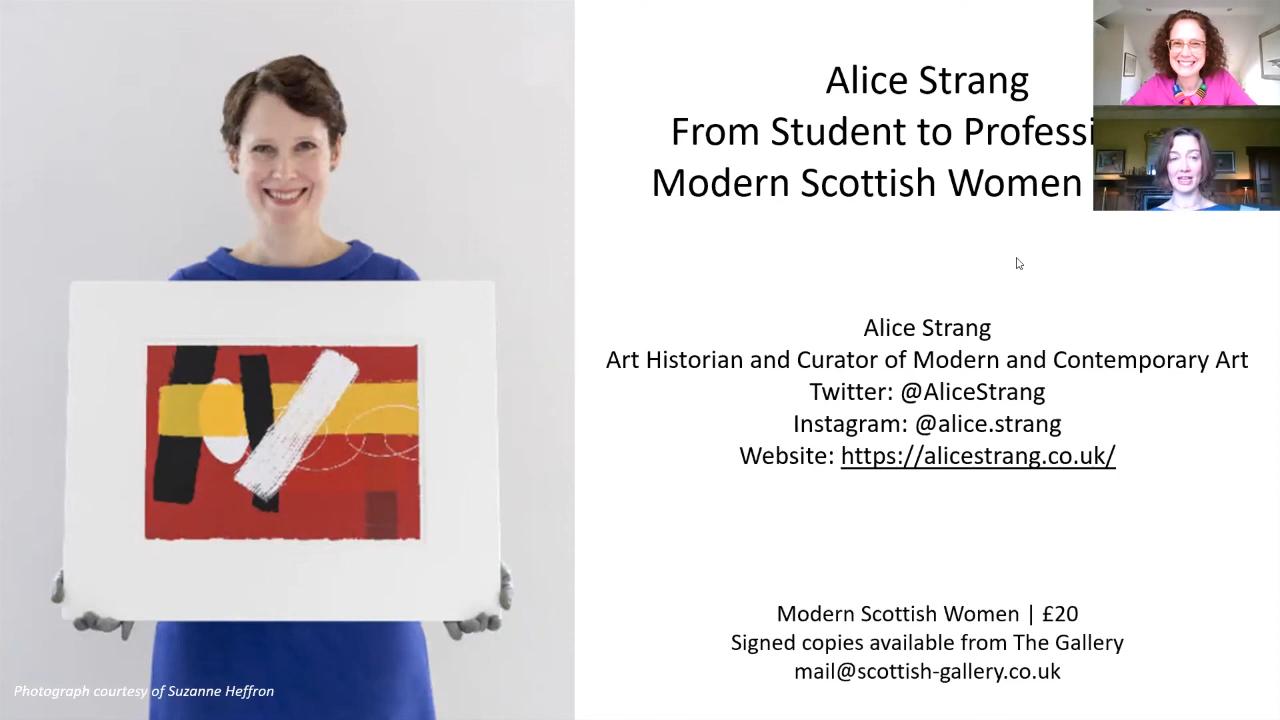 Alice Strang
From Student to Professi
Modern Scottish Women
Alice Strang
Art Historian and Curator of Modern and Contemporary Art
Twitter: @AliceStrang
Instagram: @alice.strang
Website: https://alicestrang.co.uk/
Modern Scottish Women | £20
Signed copies available from The Gallery
mail@scottish-gallery.co.uk
Photograph courtesy of Suzanne Heffron